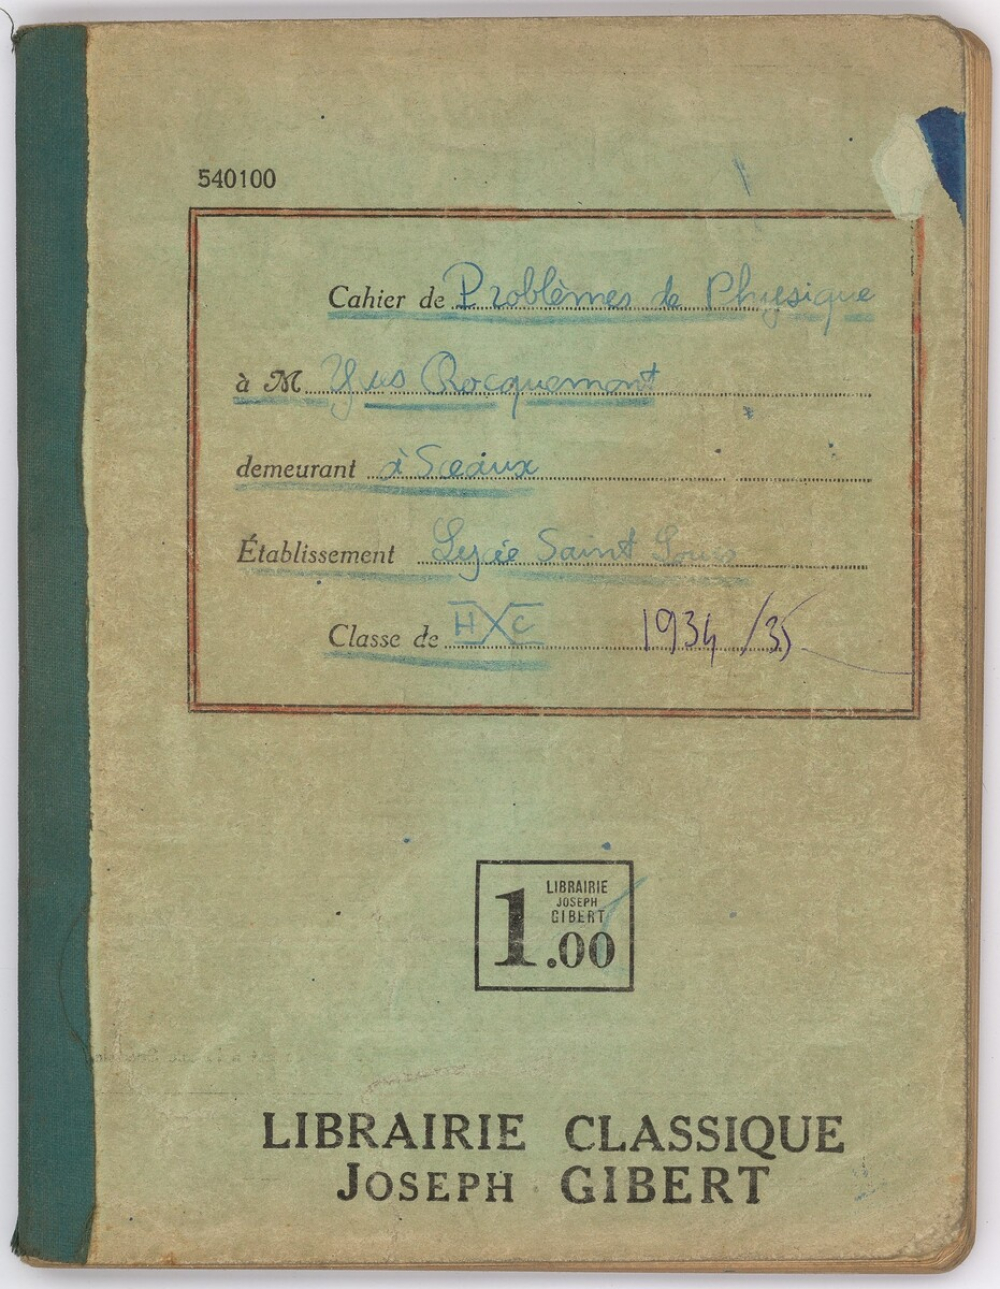 540100
Cahier de Problèmes de Physique
à M Yves Rocquemont
demeurant à Sceaux
Établissement Lycée Saint Louis
Classe de HXC 1934/35
LIBRAIRIE
JOSEPH
GIBERT
1.00
LIBRAIRIE CLASSIQUE
JOSEPH GIBERT